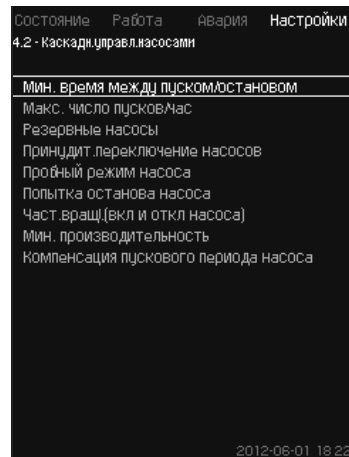 Состояние Работа Авария Настройки
4.2 - Каскадн.управл.насосами
Мин. время между пуском/остановом
Макс. число пусков/час
Резервные насосы
Принудит.переключение насосов
Пробный режим насоса
Попытка останова насоса
Част.вращ.(вкл и откл насоса)
Мин. производительность
Компенсация пускового периода насоса
2012-06-01 18:22